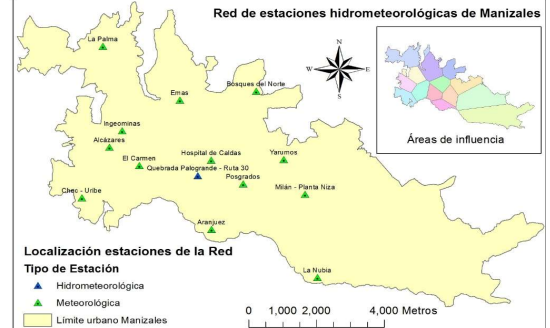 Red de estaciones hidrometeorológicas de Manizales
La Palma
N
W E
S
Bosques del Norte
Emas
Áreas de influencia
Ingeominas
Alcázares
El Carmen
Hospital de Caldas
Yarumos
Quebrada Palogrande - Ruta 30
Posgrados
Milán - Planta Niza
Chec - Uribe
Aranjuez
La Nubia
Localización estaciones de la Red
Tipo de Estación
Hidrometeorológica
Meteorológica
Límite urbano Manizales
0 1,000 2,000 4,000 Metros